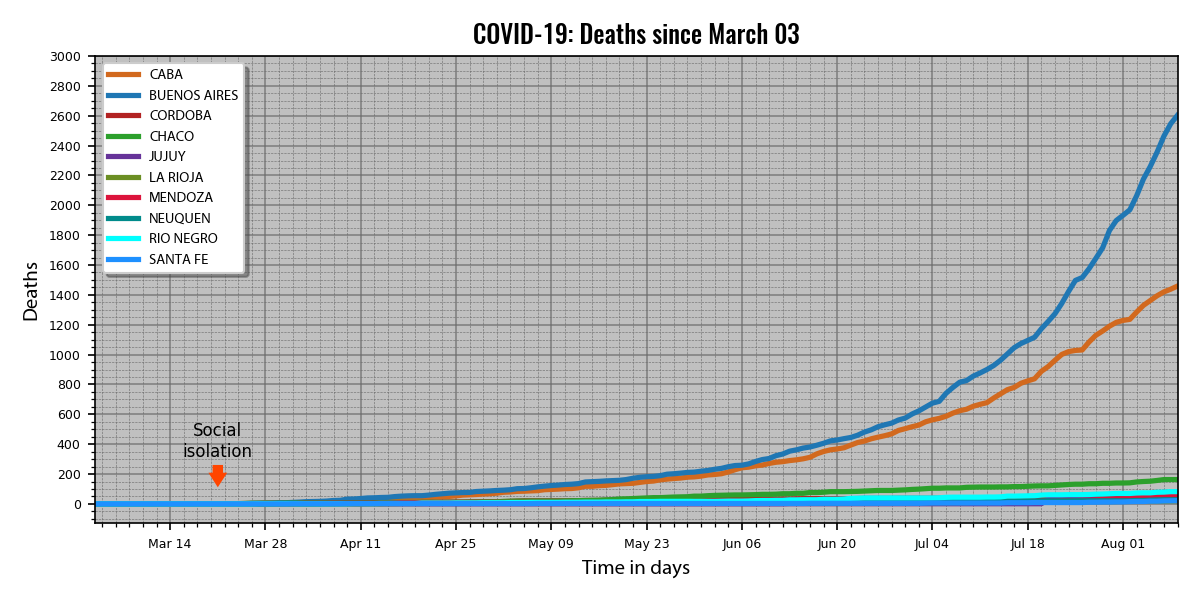 COVID-19: Deaths since March 03
3000
2800
2600
2400
2200
2000
1800
1600
1400
1200
1000
800
600
400
200
0
Deaths
CABA
BUENOS AIRES
CORDOBA
CHACO
JUJUY
LA RIOJA
MENDOZA
NEUQUEN
RIO NEGRO
SANTA FE
Social
isolation
Mar 14
Mar 28
Apr 11
Apr 25
May 09
May 23
Jun 06
Jun 20
Jul 04
Jul 18
Aug 01
Time in days